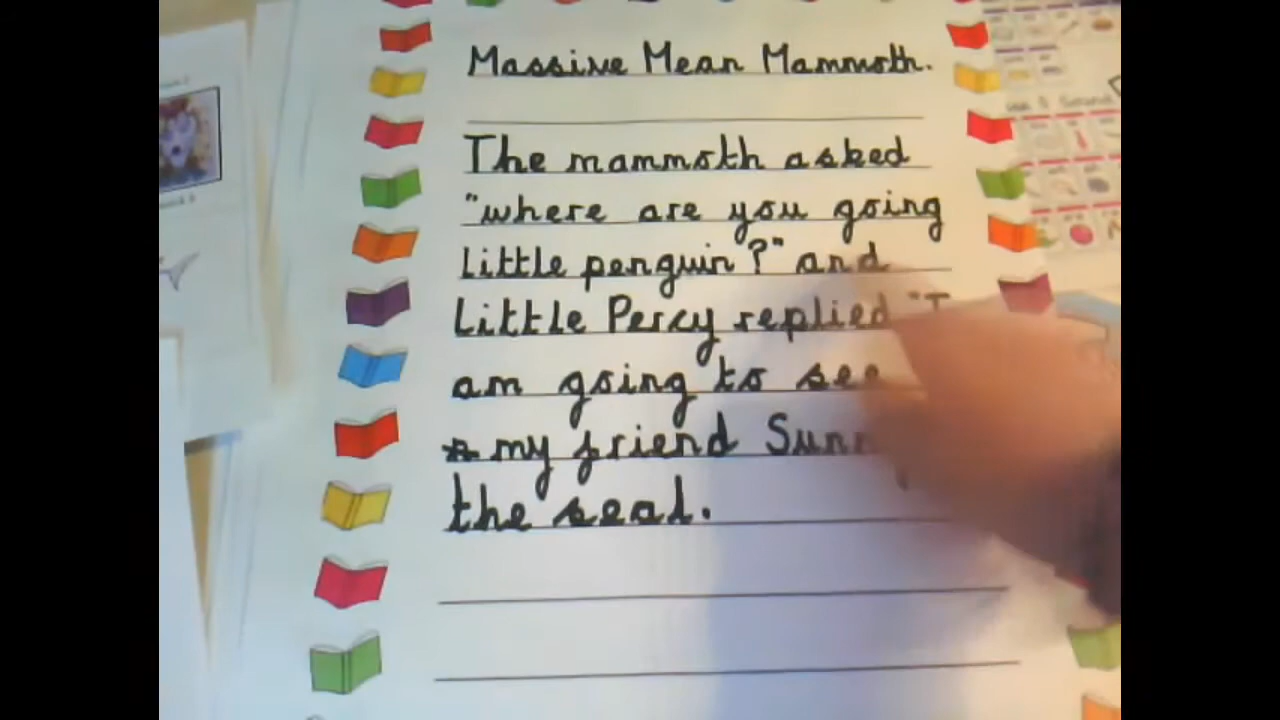 Massive Mean Mammoth.
The mammoth asked
"where are you going
little penguin?" and
Little Percy replied "I
am going to see
my friend
the seal.